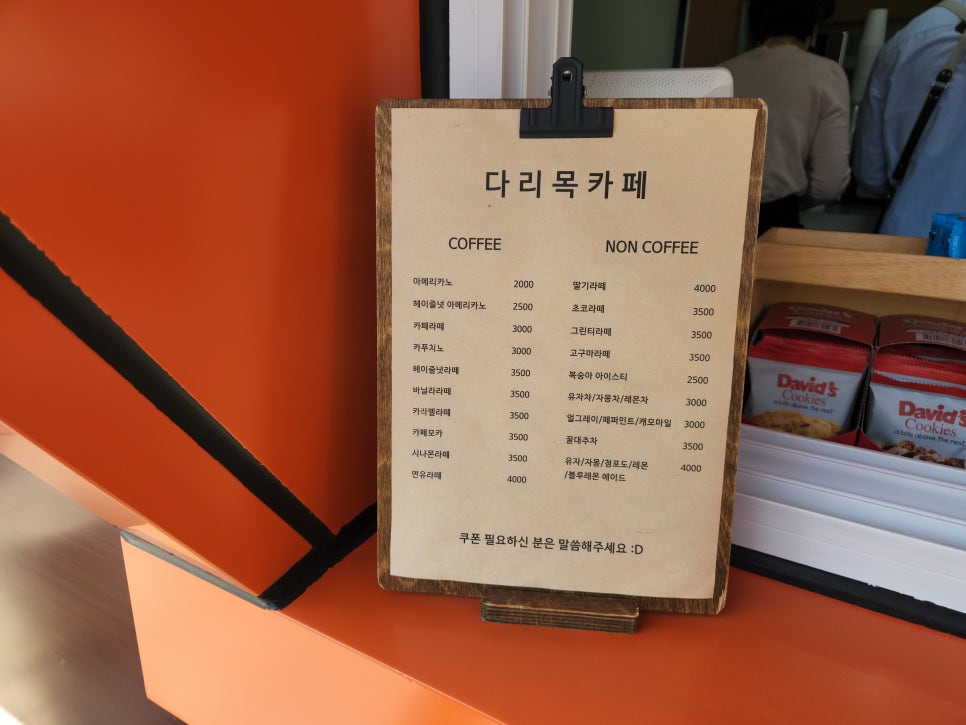 다리목카페
COFFEE
아메리카노 2000
헤이즐넛 아메리카노 2500
카페라떼 3000
카푸치노 3000
헤이즐넛라떼 3500
바닐라라떼 3500
카라멜라떼 3500
카페모카 3500
시나몬라떼 3500
연유라떼 4000
NON COFFEE
딸기라떼 4000
초코라떼 3500
그린티라떼 3500
고구마라떼 3500
복숭아 아이스티 2500
유자차/자몽차/레몬차 3000
얼그레이/페퍼민트/캐모마일 3000
꿀대추차 3500
유자/자몽/청포도/레몬 4000
/블루레몬 에이드
쿠폰 필요하신 분은 말씀해주세요 :D
David's
Cookies
a bite above the rest
David's
Cookies
a bite above the rest